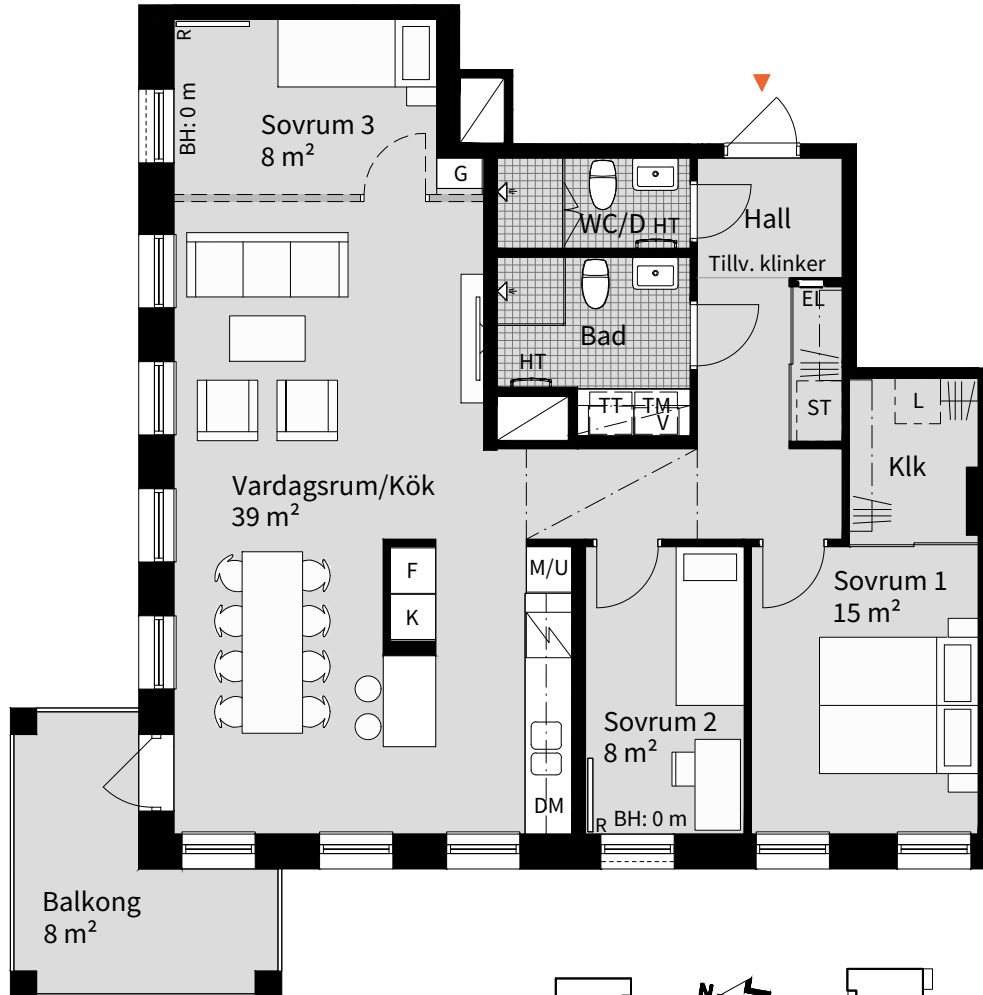 R
BH: 0 m
Sovrum 3
8 m²
G
WC/D HT
Hall
Tillv. klinker
EL
Bad
HT
TT
TM
V
ST
L
Klk
Vardagsrum/Kök
39 m²
F
K
M/U
DM
Sovrum 1
15 m²
Sovrum 2
8 m²
R
BH: 0 m
Balkong
8 m²
N